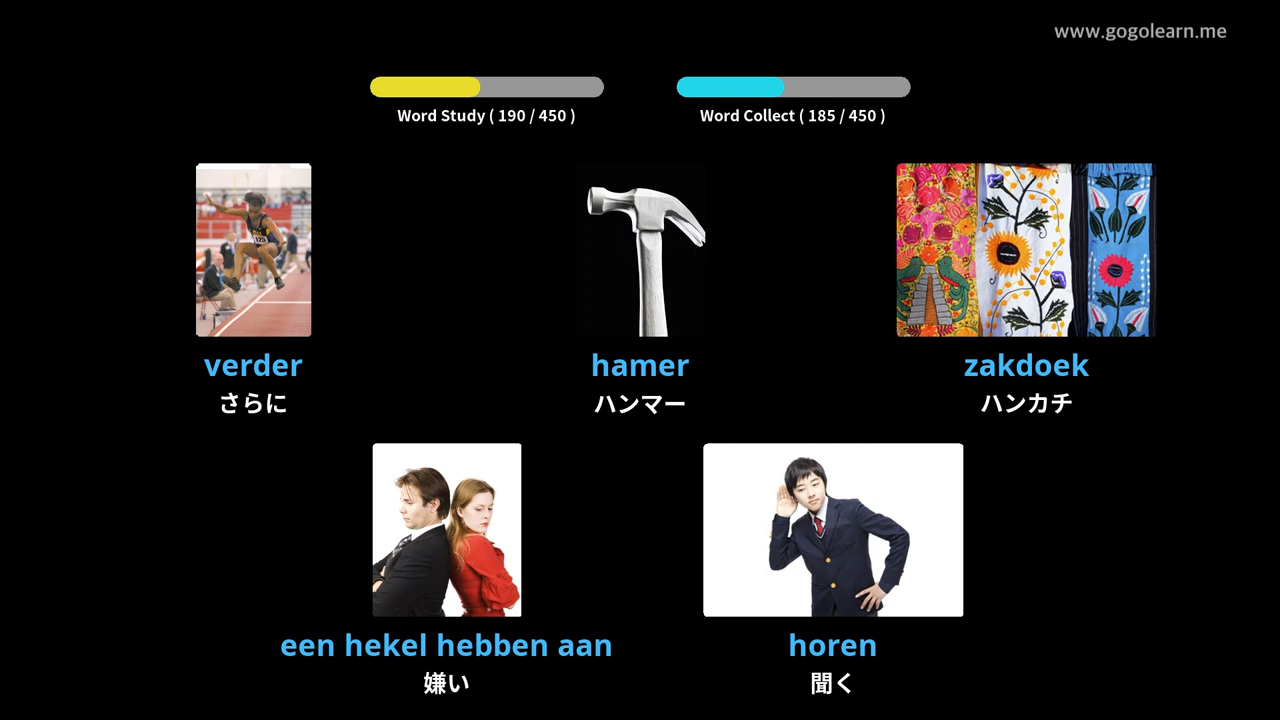 www.gogolearn.me
Word Study ( 190 / 450 )
Word Collect ( 185 / 450 )
verder
さらに
hamer
ハンマー
zakdoek
ハンカチ
een hekel hebben aan
嫌い
horen
聞く